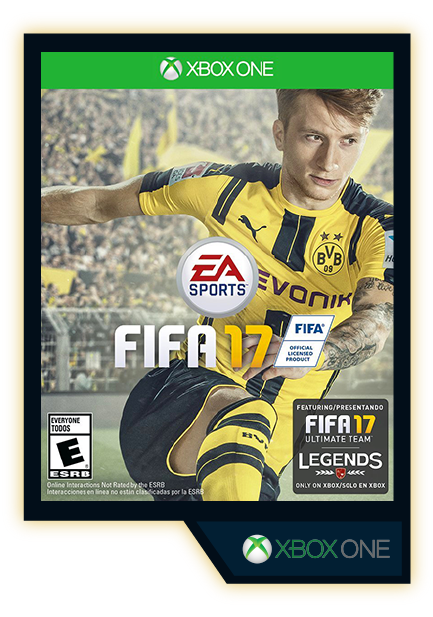 XBOX ONE
BVB
09
EVONIK
EA
SPORTS
FIFA 17
FIFA
OFFICIAL
LICENSED
PRODUCT
FEATURING/PRESENTANDO
FIFA 17
ULTIMATE TEAM
LEGENDS
ONLY ON XBOX/SOLO EN XBOX
BVB
EVERYONE
TODOS
E
ESRB
Online Interactions Not Rated by the ESRB
Interacciones en línea no están clasificadas por la ESRB
XBOX ONE